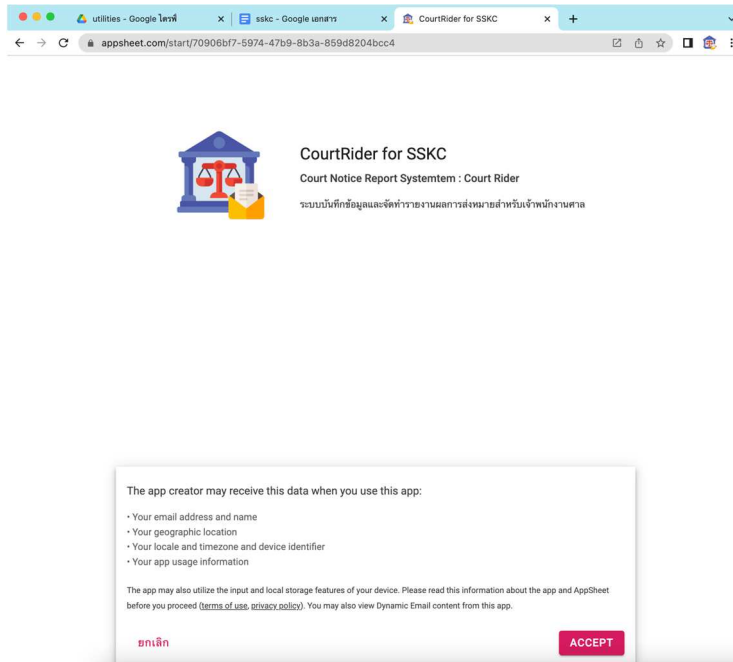 utilities - Google ไดรฟ์
sskc - Google เอกสาร
CourtRider for SSKC
appsheet.com/start/70906bf7-5974-47b9-8b3a-859d8204bcc4
CourtRider for SSKC
Court Notice Report Systemtem : Court Rider
ระบบบันทึกข้อมูลและจัดทำรายงานผลการส่งหมายสำหรับเจ้าพนักงานศาล
The app creator may receive this data when you use this app:
• Your email address and name
• Your geographic location
• Your locale and timezone and device identifier
• Your app usage information
The app may also utilize the input and local storage features of your device. Please read this information about the app and AppSheet
before you proceed (terms of use, privacy policy). You may also view Dynamic Email content from this app.
ยกเลิก
ACCEPT